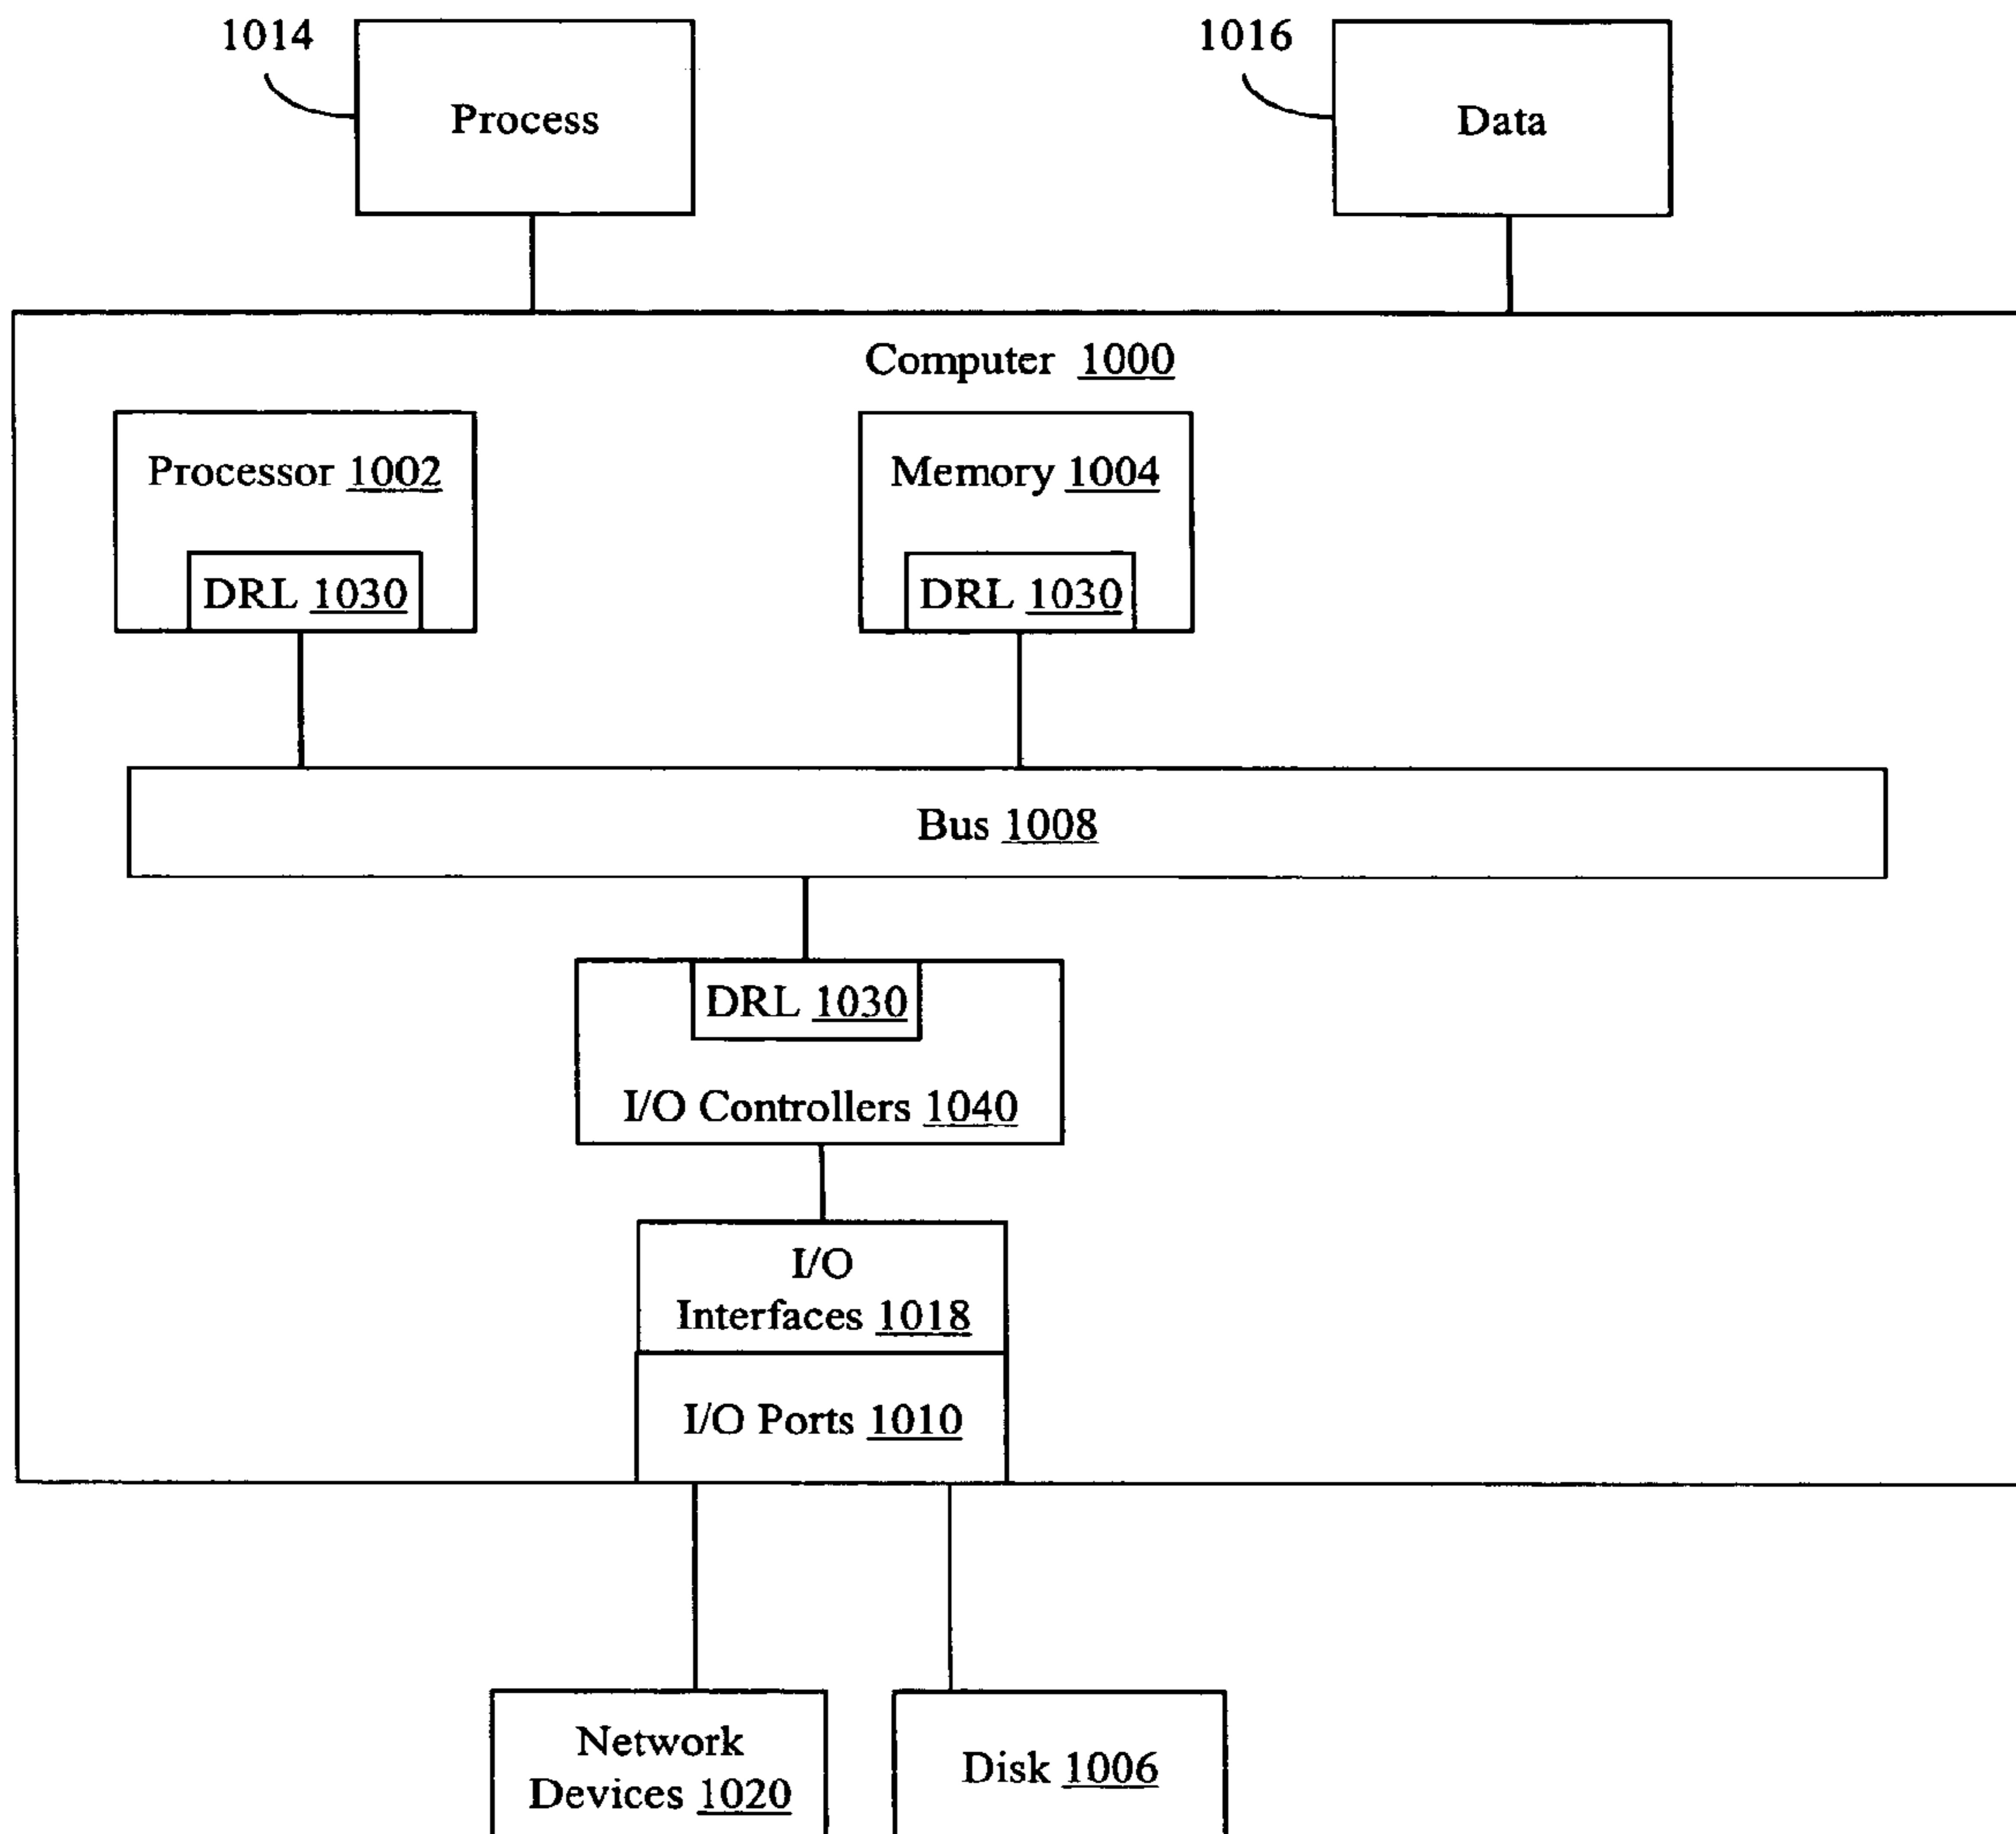 1014
Process
1016
Data
Computer 1000
Processor 1002
DRL 1030
Memory 1004
DRL 1030
Bus 1008
DRL 1030
I/O Controllers 1040
I/O
Interfaces 1018
I/O Ports 1010
Network
Devices 1020
Disk 1006